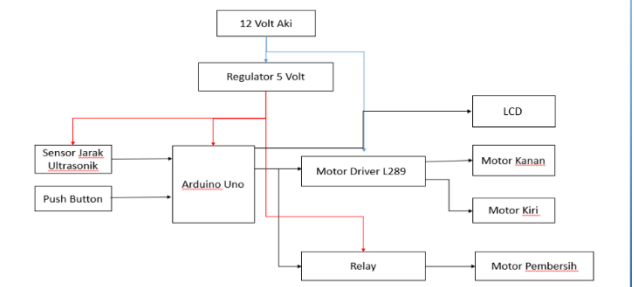 12 Volt Aki
Regulator 5 Volt
LCD
Sensor Jarak
Ultrasonik
Arduino Uno
Motor Driver L289
Motor Kanan
Push Button
Motor Kiri
Relay
Motor Pembersih